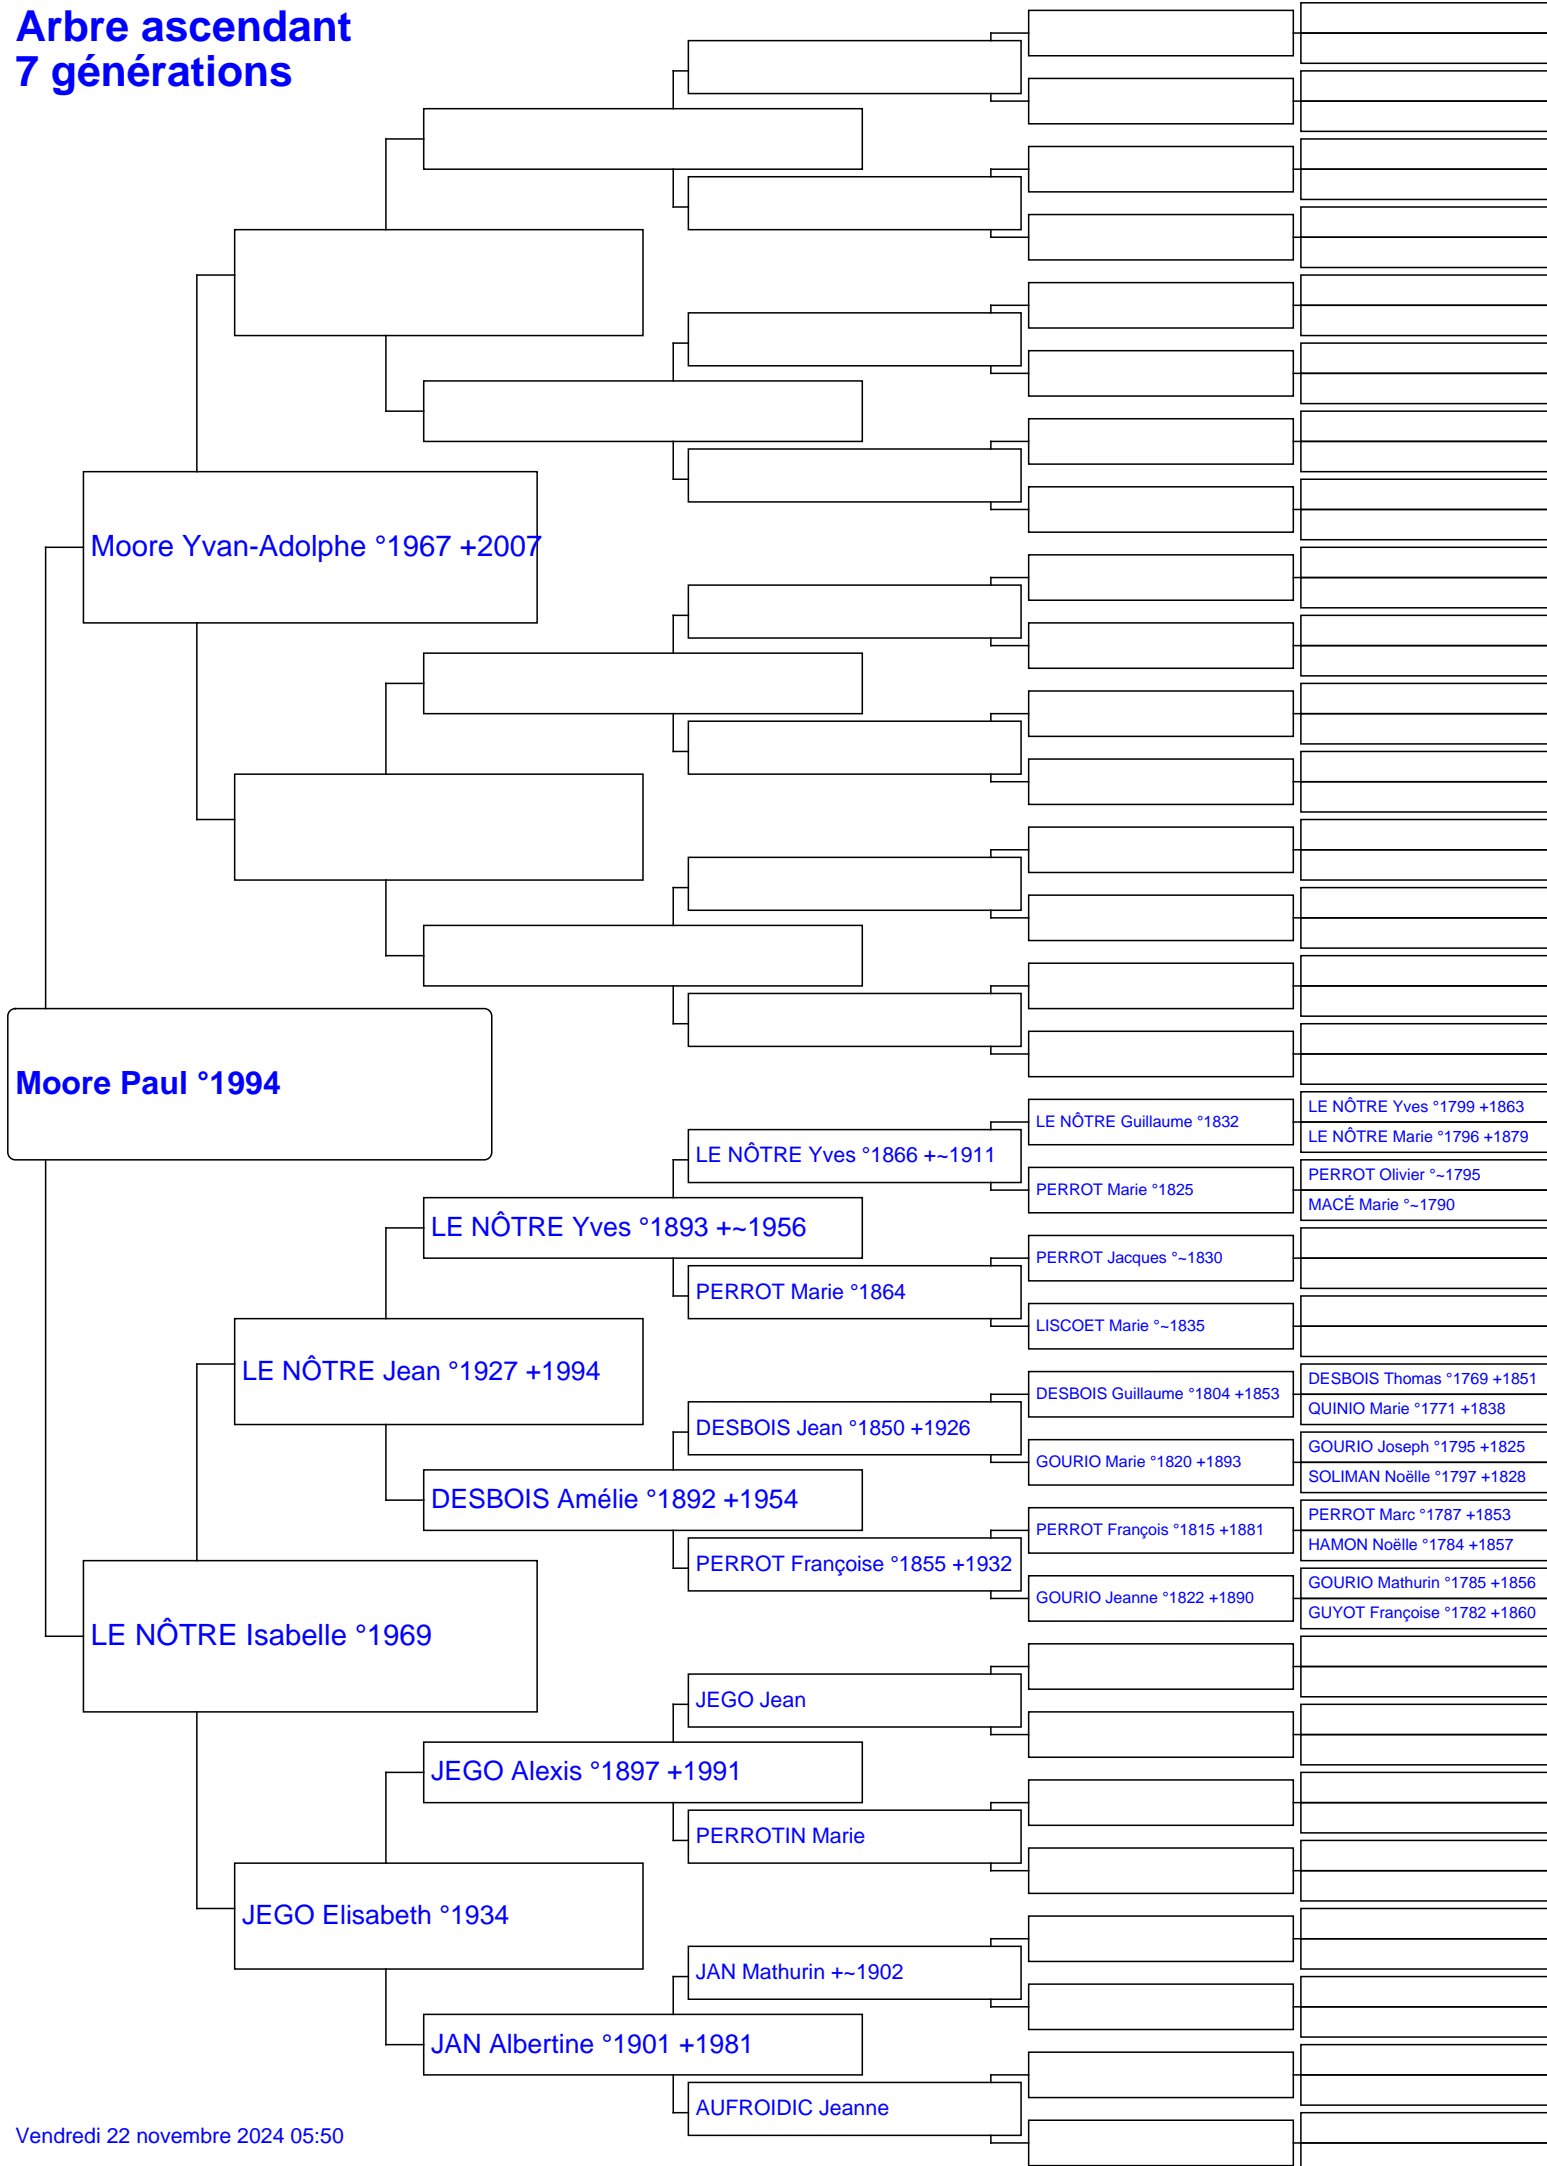 Arbre ascendant
7 générations
Moore Yvan-Adolphe °1967 +2007
Moore Paul °1994
LE NÔTRE Yves °1799 +1863
LE NÔTRE Guillaume °1832
LE NÔTRE Marie °1796 +1879
LE NÔTRE Yves °1866 +~1911
PERROT Olivier °~1795
PERROT Marie °1825
MACÉ Marie °~1790
LE NÔTRE Yves °1893 +~1956
PERROT Jacques °~1830
PERROT Marie °1864
LISCOET Marie °~1835
LE NÔTRE Jean °1927 +1994
DESBOIS Thomas °1769 +1851
DESBOIS Guillaume °1804 +1853
QUINIO Marie °1771 +1838
DESBOIS Jean °1850 +1926
GOURIO Joseph °1795 +1825
GOURIO Marie °1820 +1893
SOLIMAN Noëlle °1797 +1828
DESBOIS Amélie °1892 +1954
PERROT Marc °1787 +1853
PERROT François °1815 +1881
HAMON Noëlle °1784 +1857
PERROT Françoise °1855 +1932
GOURIO Mathurin °1785 +1856
GOURIO Jeanne °1822 +1890
GUYOT Françoise °1782 +1860
LE NÔTRE Isabelle °1969
JEGO Jean
JEGO Alexis °1897 +1991
PERROTIN Marie
JEGO Elisabeth °1934
JAN Mathurin +~1902
JAN Albertine °1901 +1981
AUFROIDIC Jeanne
Vendredi 22 novembre 2024 05:50